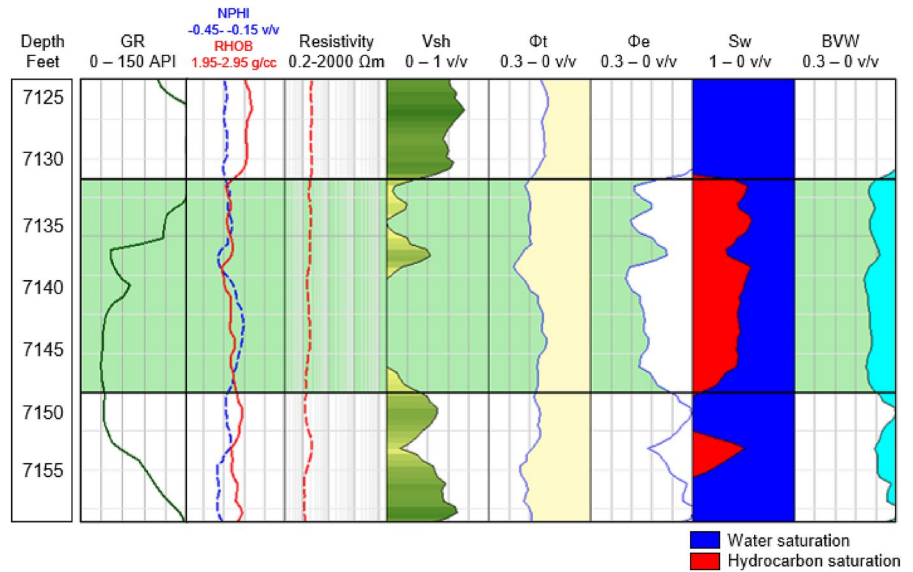 Depth
Feet
GR
0 – 150 API
NPHI
-0.45- -0.15 v/v
RHOB
1.95-2.95 g/cc
Resistivity
0.2-2000 Ωm
Vsh
0 – 1 v/v
Φt
0.3 – 0 v/v
Φe
0.3 – 0 v/v
Sw
1 – 0 v/v
BVW
0.3 – 0 v/v
7125
7130
7135
7140
7145
7150
7155
Water saturation
Hydrocarbon saturation